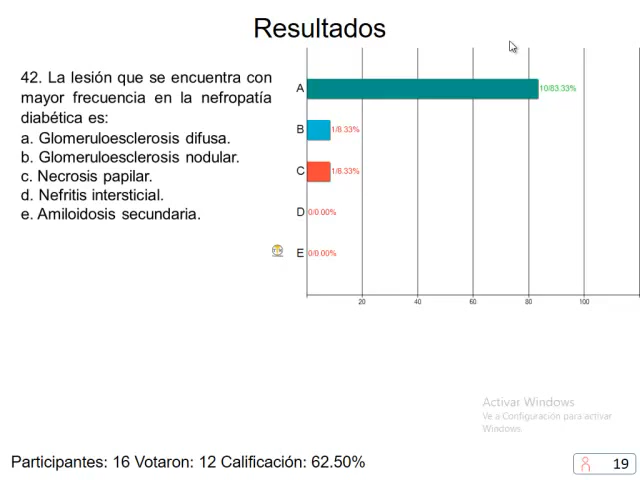 Resultados
42. La lesión que se encuentra con
mayor frecuencia en la nefropatía
diabética es:
a. Glomeruloesclerosis difusa.
b. Glomeruloesclerosis nodular.
c. Necrosis papilar.
d. Nefritis intersticial.
e. Amiloidosis secundaria.
A 10/83.33%
B 1/8.33%
C 1/8.33%
D 0/0.00%
E 0/0.00%
20 40 60 80 100
Activar Windows
Ve a Configuración para activar
Windows.
Participantes: 16 Votaron: 12 Calificación: 62.50%
19